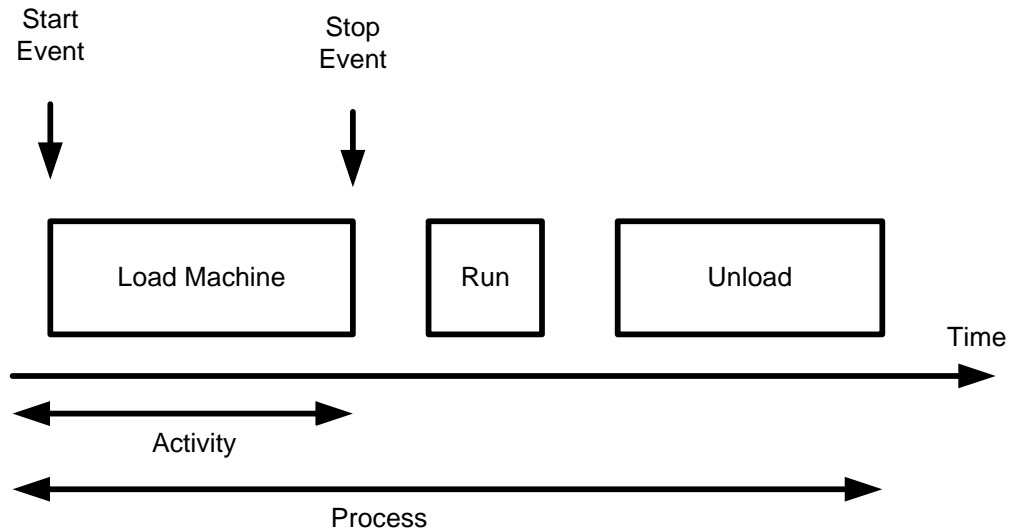 Start
Event
Stop
Event
Load Machine
Run
Unload
Time
Activity
Process